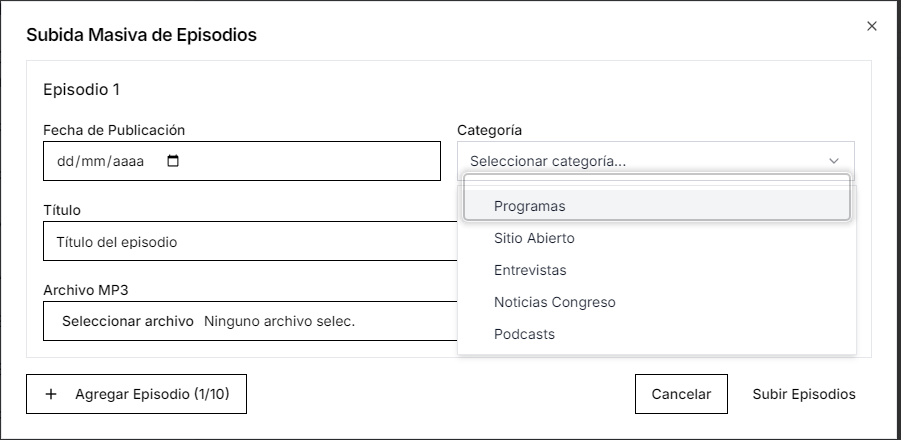 Subida Masiva de Episodios
Episodio 1
Fecha de Publicación
dd/mm/aaaa
Categoría
Seleccionar categoría...
Programas
Sitio Abierto
Entrevistas
Noticias Congreso
Podcasts
Título
Título del episodio
Archivo MP3
Seleccionar archivo Ninguno archivo selec.
+ Agregar Episodio (1/10)
Cancelar
Subir Episodios